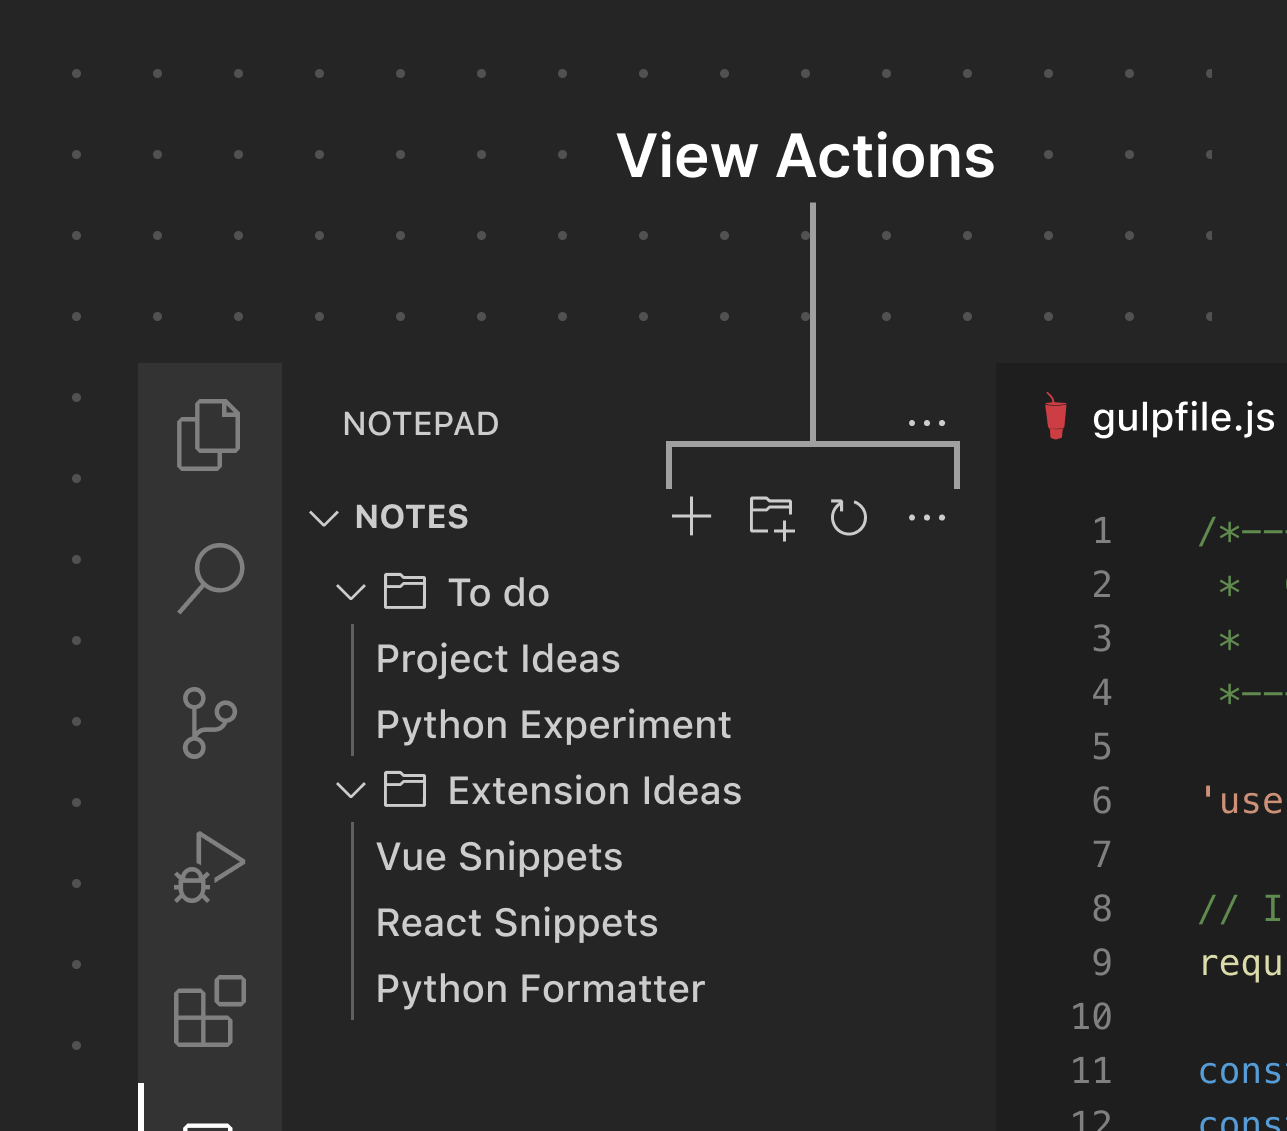 View Actions
NOTEPAD
NOTES
To do
Project Ideas
Python Experiment
Extension Ideas
Vue Snippets
React Snippets
Python Formatter
gulpfile.js
1 /*---
2 *
3 *
4 *---
5
6 'use
7
8 // I
9 requ
10
11 cons
12 cons